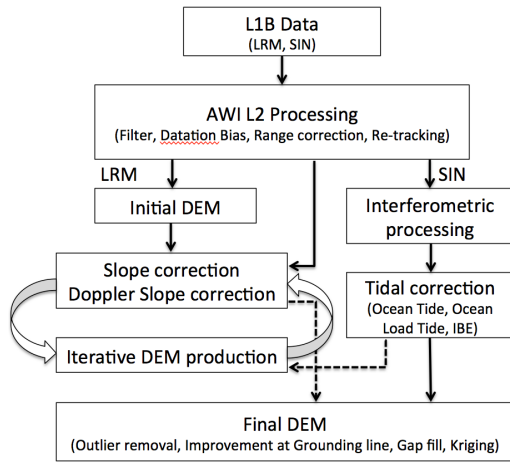 L1B Data
(LRM, SIN)
AWI L2 Processing
(Filter, Datation Bias, Range correction, Re-tracking)
LRM
SIN
Initial DEM
Interferometric
processing
Slope correction
Doppler Slope correction
Tidal correction
(Ocean Tide, Ocean
Load Tide, IBE)
Iterative DEM production
Final DEM
(Outlier removal, Improvement at Grounding line, Gap fill, Kriging)